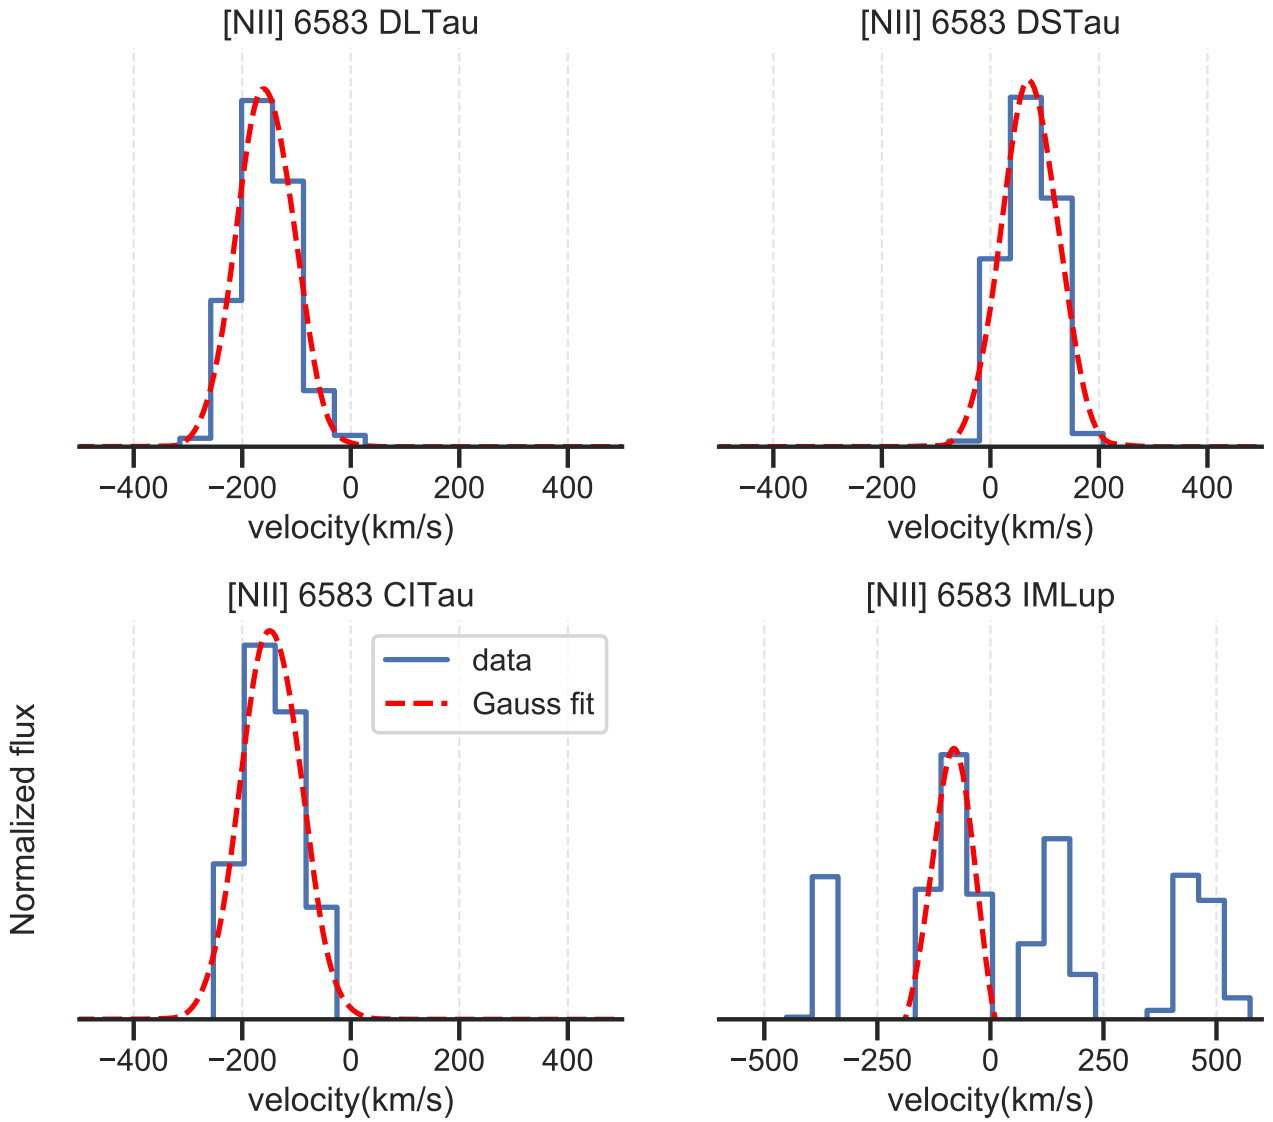 [NII] 6583 DLTau
[NII] 6583 DSTau
−400 −200 0 200 400
−400 −200 0 200 400
velocity(km/s)
velocity(km/s)
[NII] 6583 CITau
[NII] 6583 IMLup
data
Gauss fit
Normalized flux
−400 −200 0 200 400
−500 −250 0 250 500
velocity(km/s)
velocity(km/s)